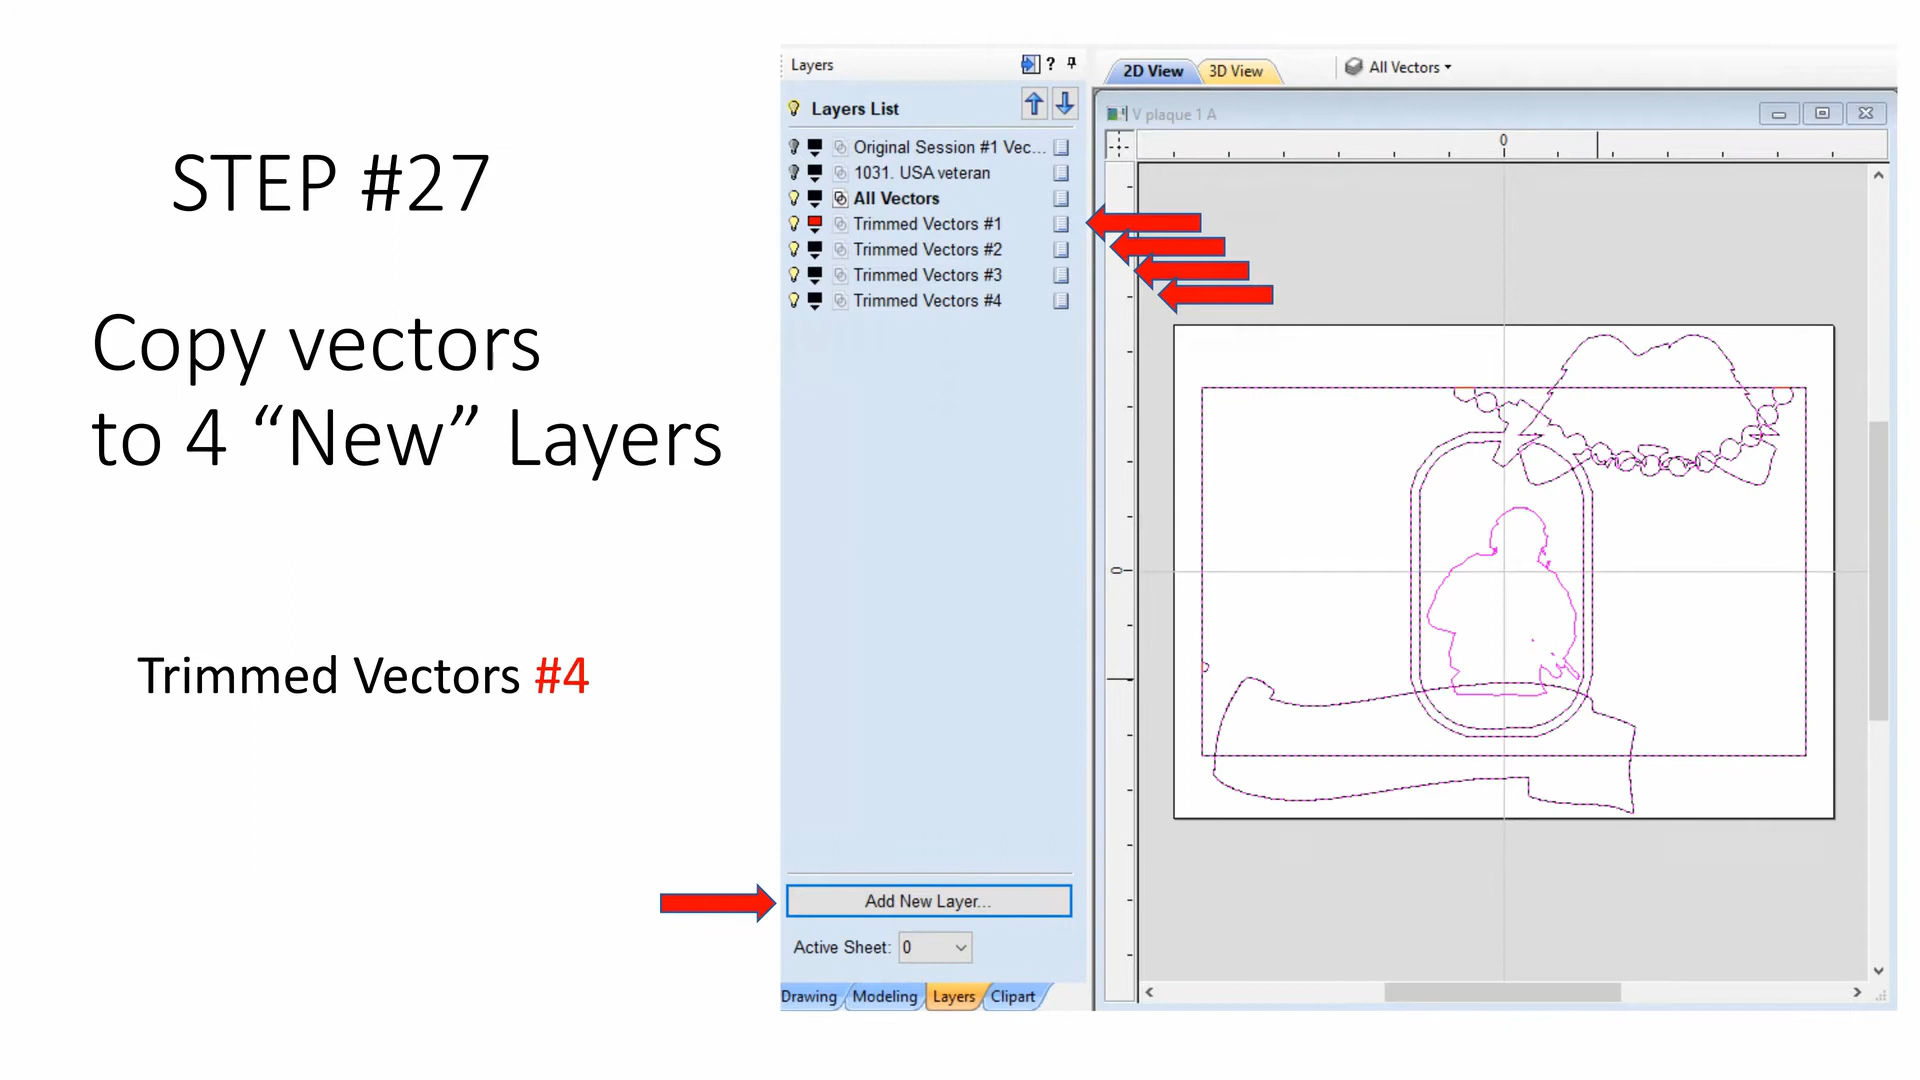 STEP #27
Copy vectors
to 4 “New” Layers
Trimmed Vectors #4
Layers
?
Layers List
Original Session #1 Vec...
1031. USA veteran
All Vectors
Trimmed Vectors #1
Trimmed Vectors #2
Trimmed Vectors #3
Trimmed Vectors #4
Add New Layer...
Active Sheet: 0
Drawing Modeling Layers Clipart
2D View 3D View All Vectors
V plaque 1 A
0
0